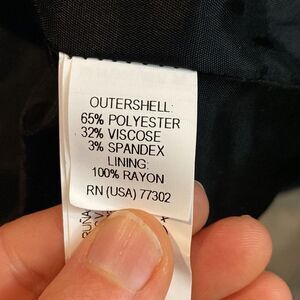 OUTERSHELL:
65% POLYESTER
32% VISCOSE
3% SPANDEX
LINING:
100% RAYON
RN (USA) 77302